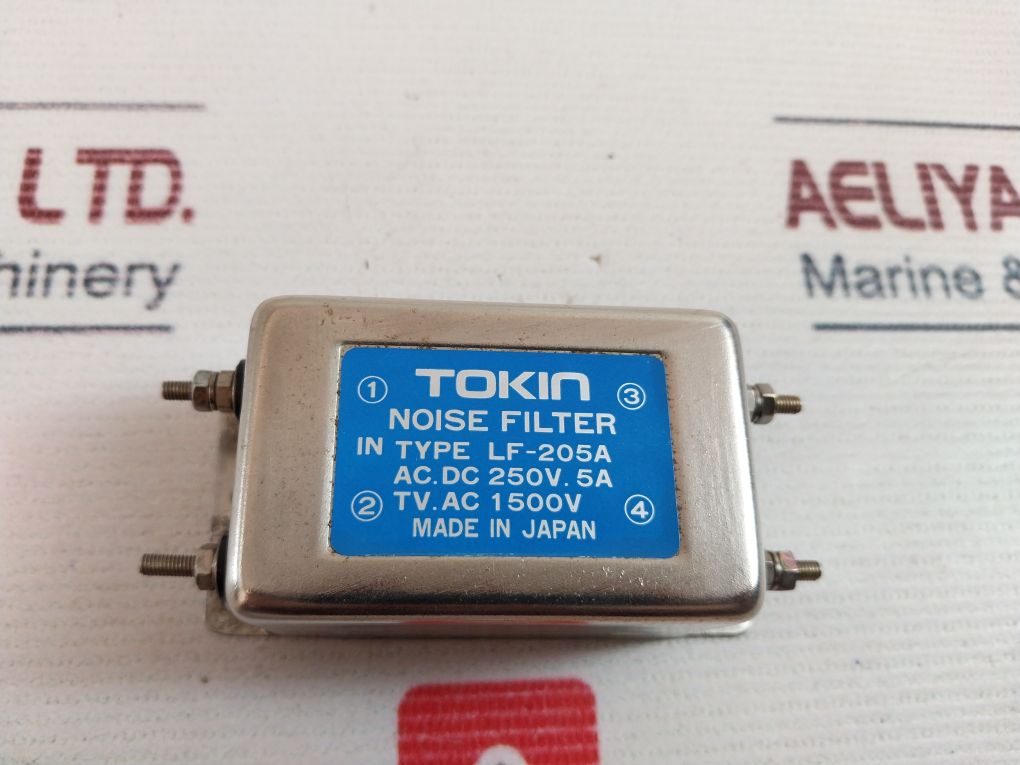 LTD.
AELIYA
hinery
Marine &
① TOKIN ③
NOISE FILTER
IN TYPE LF-205A
AC.DC 250V. 5A
② TV.AC 1500V ④
MADE IN JAPAN